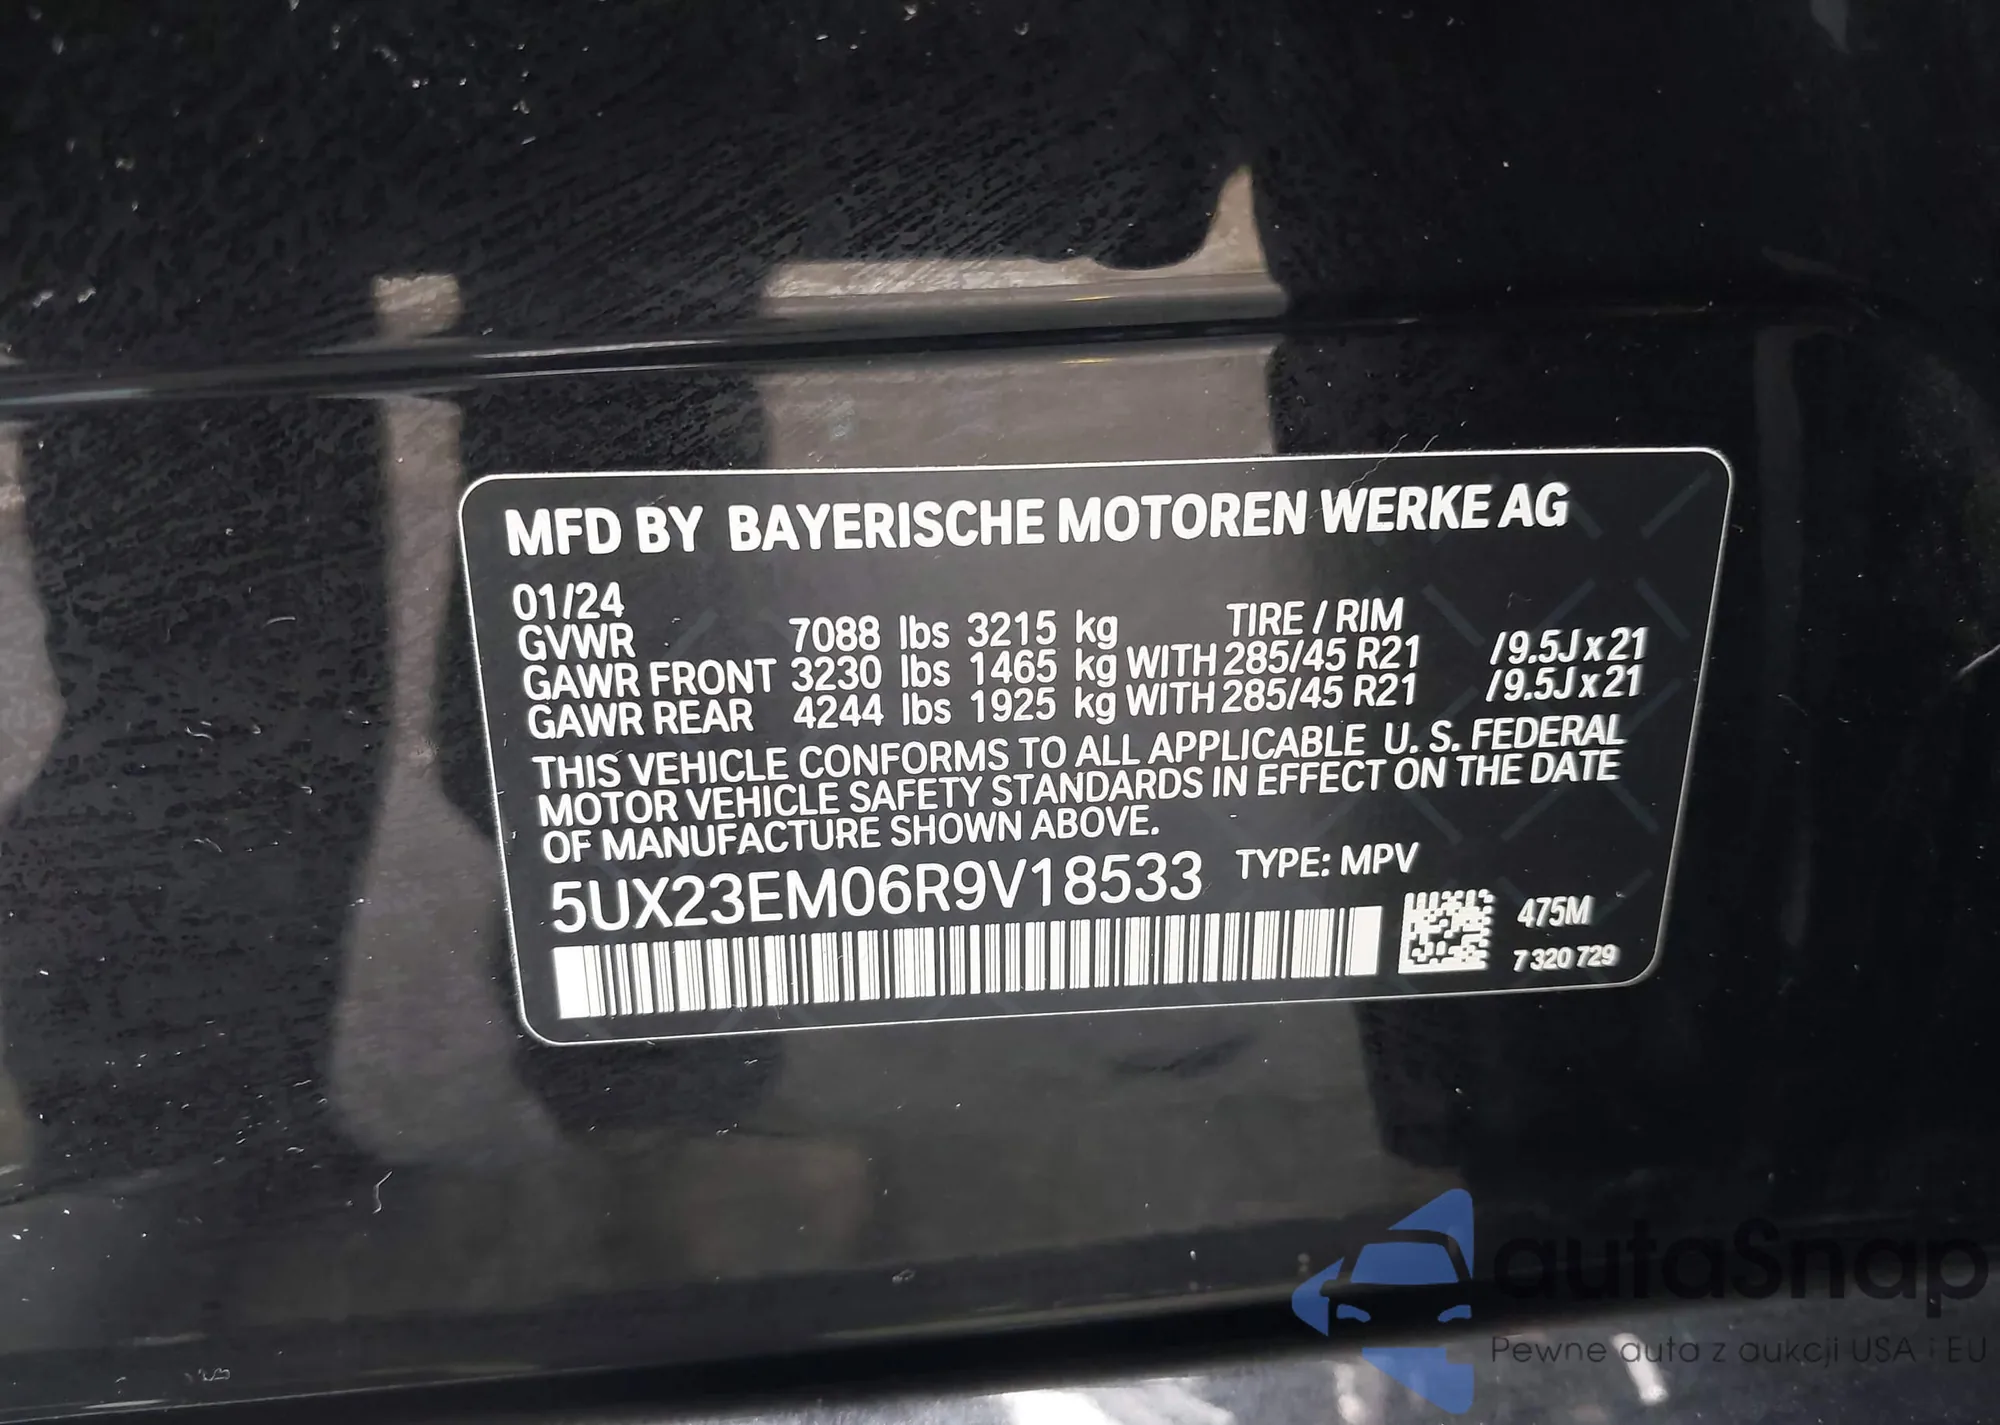 MFD BY BAYERISCHE MOTOREN WERKE AG
01/24
GVWR 7088 lbs 3215 kg TIRE / RIM
GAWR FRONT 3230 lbs 1465 kg WITH 285/45 R21 /9.5J x 21
GAWR REAR 4244 lbs 1925 kg WITH 285/45 R21 /9.5J x 21
THIS VEHICLE CONFORMS TO ALL APPLICABLE U. S. FEDERAL
MOTOR VEHICLE SAFETY STANDARDS IN EFFECT ON THE DATE
OF MANUFACTURE SHOWN ABOVE.
5UX23EM06R9V18533 TYPE: MPV
475M
7 320 729
autaSnap
Pewne auta z aukcji USA i EU